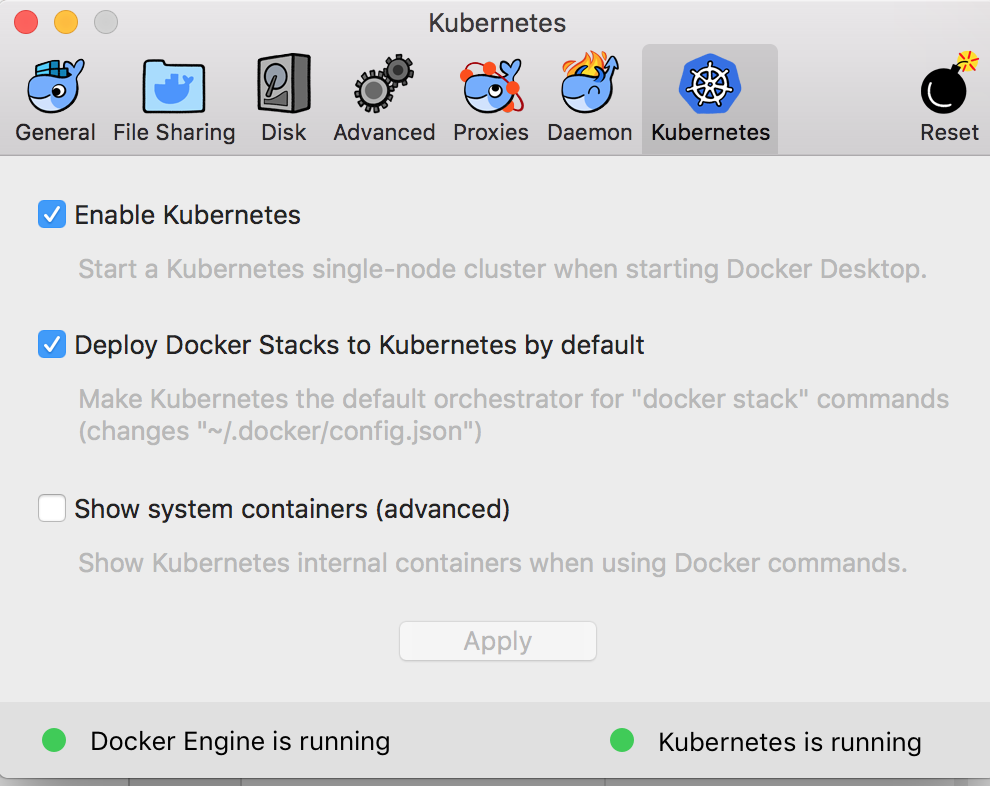 Kubernetes
General File Sharing Disk Advanced Proxies Daemon Kubernetes Reset
Enable Kubernetes
Start a Kubernetes single-node cluster when starting Docker Desktop.
Deploy Docker Stacks to Kubernetes by default
Make Kubernetes the default orchestrator for "docker stack" commands
(changes "~/.docker/config.json")
Show system containers (advanced)
Show Kubernetes internal containers when using Docker commands.
Apply
Docker Engine is running Kubernetes is running